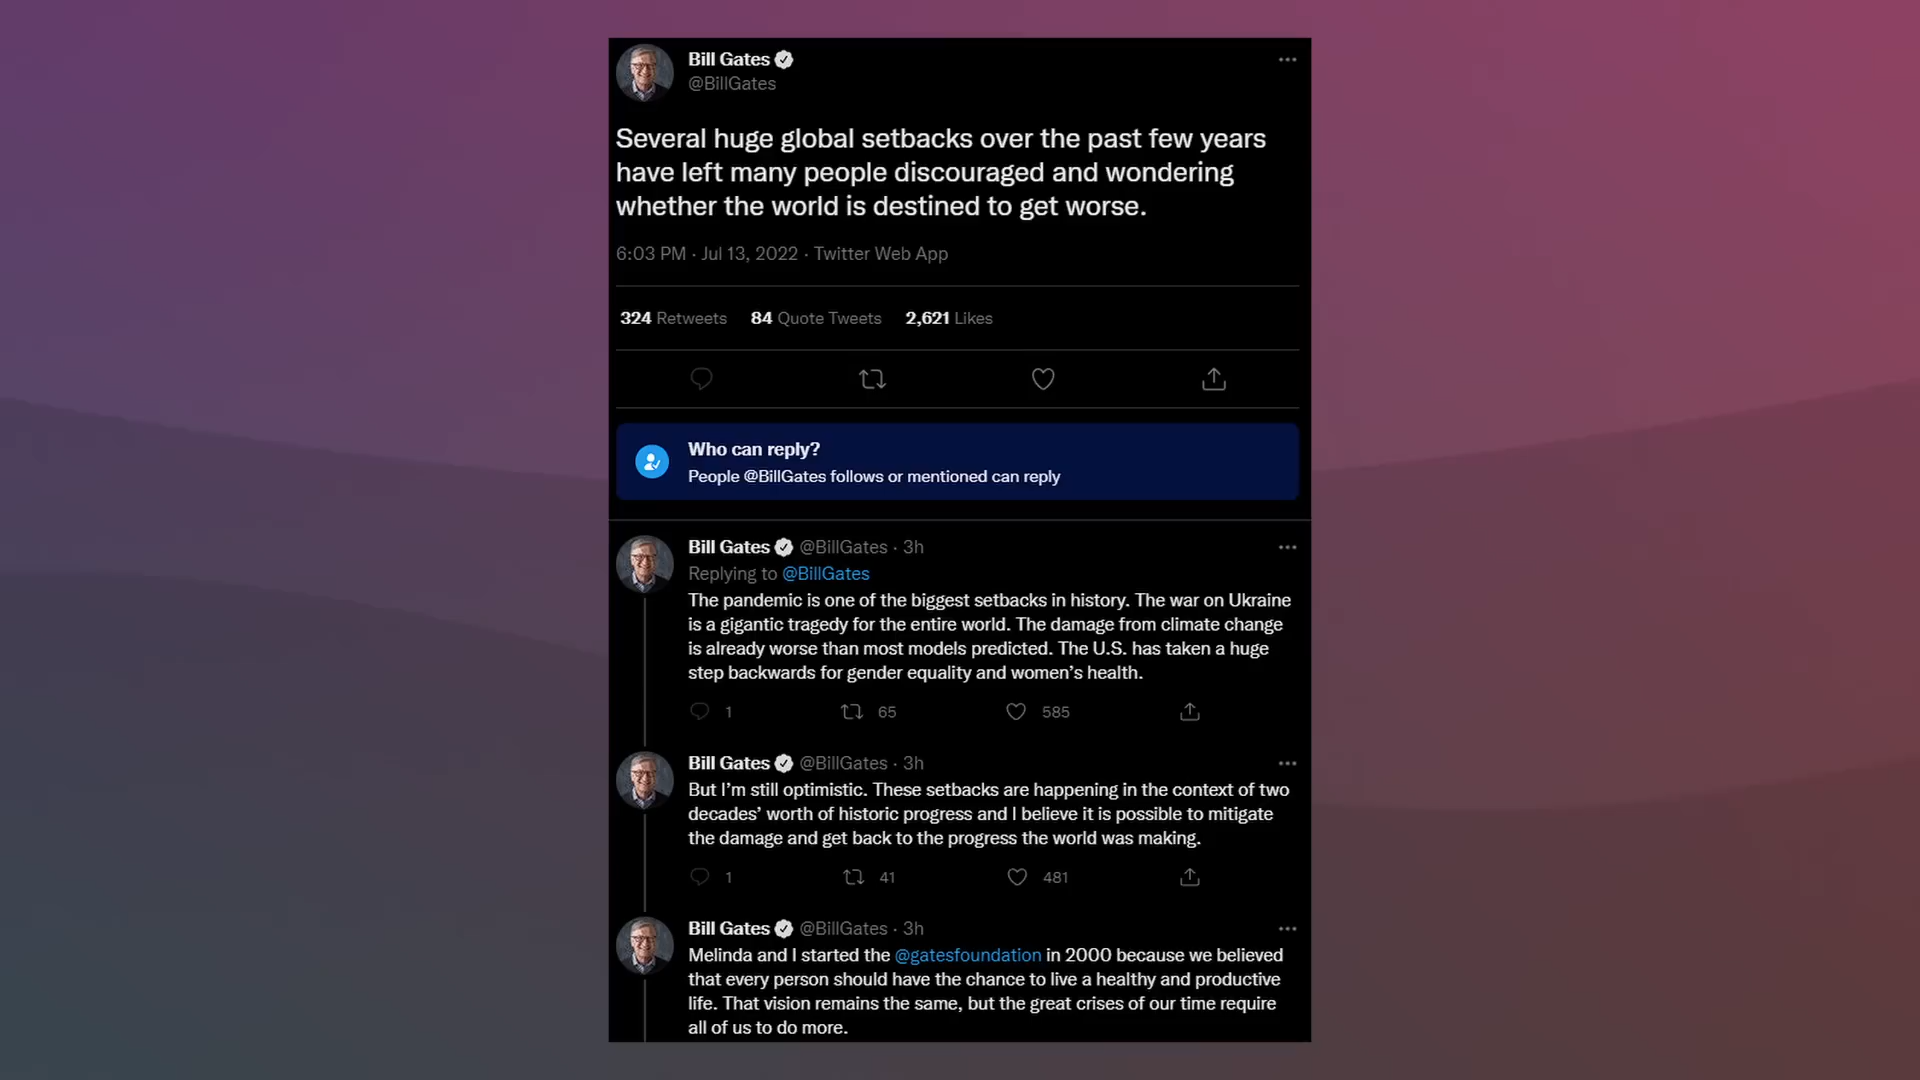 Bill Gates
@BillGates
Several huge global setbacks over the past few years
have left many people discouraged and wondering
whether the world is destined to get worse.
6:03 PM · Jul 13, 2022 · Twitter Web App
324 Retweets 84 Quote Tweets 2,621 Likes
Who can reply?
People @BillGates follows or mentioned can reply
Bill Gates @BillGates · 3h
Replying to @BillGates
The pandemic is one of the biggest setbacks in history. The war on Ukraine
is a gigantic tragedy for the entire world. The damage from climate change
is already worse than most models predicted. The U.S. has taken a huge
step backwards for gender equality and women’s health.
1 65 585
Bill Gates @BillGates · 3h
But I’m still optimistic. These setbacks are happening in the context of two
decades’ worth of historic progress and I believe it is possible to mitigate
the damage and get back to the progress the world was making.
1 41 481
Bill Gates @BillGates · 3h
Melinda and I started the @gatesfoundation in 2000 because we believed
that every person should have the chance to live a healthy and productive
life. That vision remains the same, but the great crises of our time require
all of us to do more.